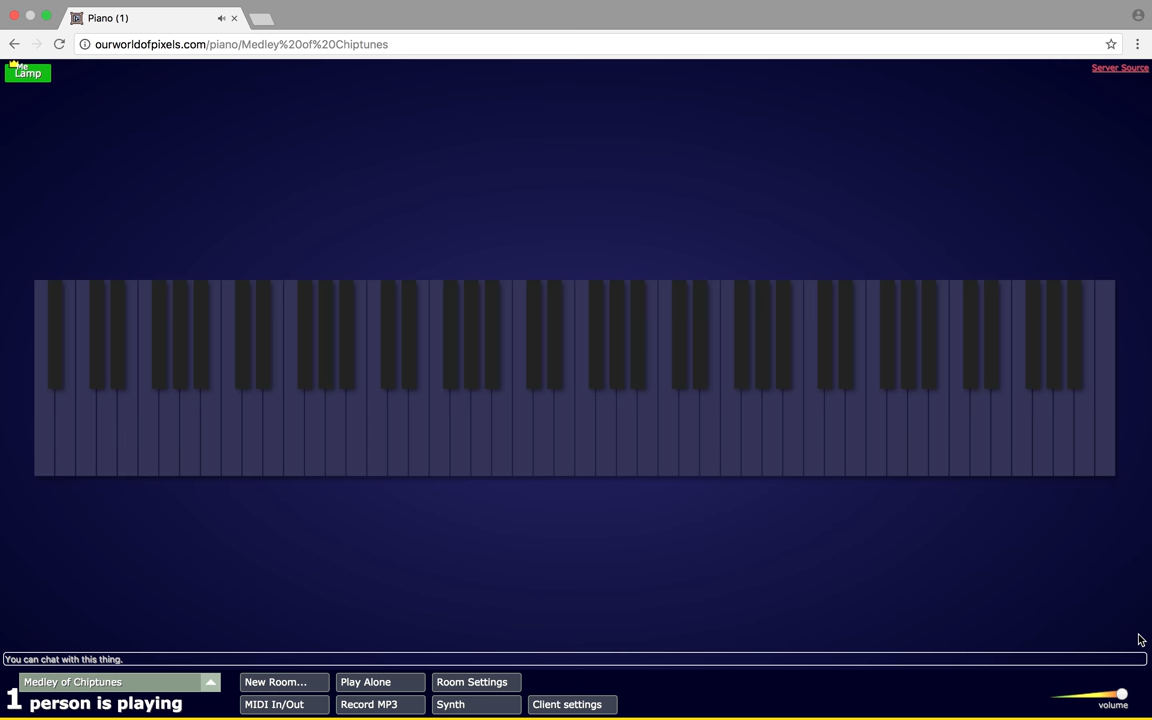 Piano (1)
ourworldofpixels.com/piano/Medley%20of%20Chiptunes
Me
Lamp
Server Source
You can chat with this thing.
Medley of Chiptunes
New Room...
Play Alone
Room Settings
1 person is playing
MIDI In/Out
Record MP3
Synth
Client settings
volume